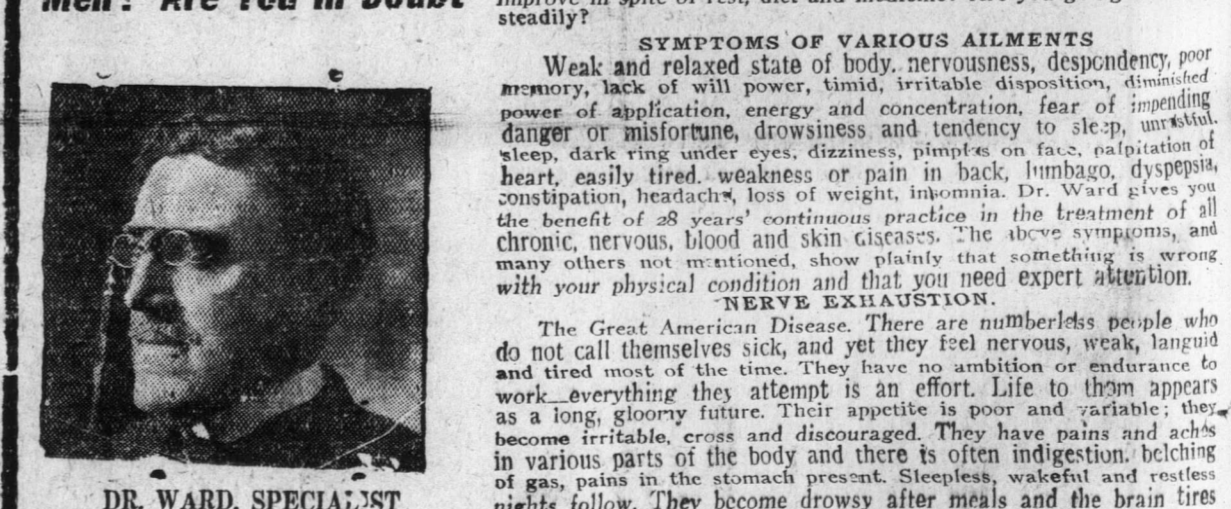 Men? Are You In Doubt
steadily?
SYMPTOMS OF VARIOUS AILMENTS
Weak and relaxed state of body. nervousness, despondency, poor
memory, lack of will power, timid, irritable disposition, diminished
power of application, energy and concentration, fear of impending
danger or misfortune, drowsiness and tendency to sleep, unrestful.
sleep, dark ring under eyes, dizziness, pimples on face, palpitation of
heart, easily tired. weakness or pain in back, lumbago, dyspepsia,
constipation, headache, loss of weight, insomnia. Dr. Ward gives you
the benefit of 28 years' continuous practice in the treatment of all
chronic, nervous, blood and skin diseases. The above symptoms, and
many others not mentioned, show plainly that something is wrong
with your physical condition and that you need expert attention.
NERVE EXHAUSTION.
The Great American Disease. There are numberless people who
do not call themselves sick, and yet they feel nervous, weak, languid
and tired most of the time. They have no ambition or endurance to
work—everything they attempt is an effort. Life to them appears
as a long, gloomy future. Their appetite is poor and variable; they
become irritable, cross and discouraged. They have pains and aches
in various parts of the body and there is often indigestion. belching
of gas, pains in the stomach present. Sleepless, wakeful and restless
nights follow. They become drowsy after meals and the brain tires
DR. WARD, SPECIALIST